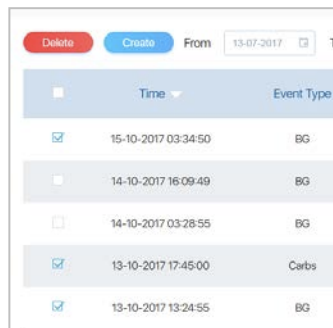 Delete Create From 13-07-2017 T
Time Event Type
15-10-2017 03:34:50 BG
14-10-2017 16:09:49 BG
14-10-2017 03:28:55 BG
13-10-2017 17:45:00 Carbs
13-10-2017 13:24:55 BG